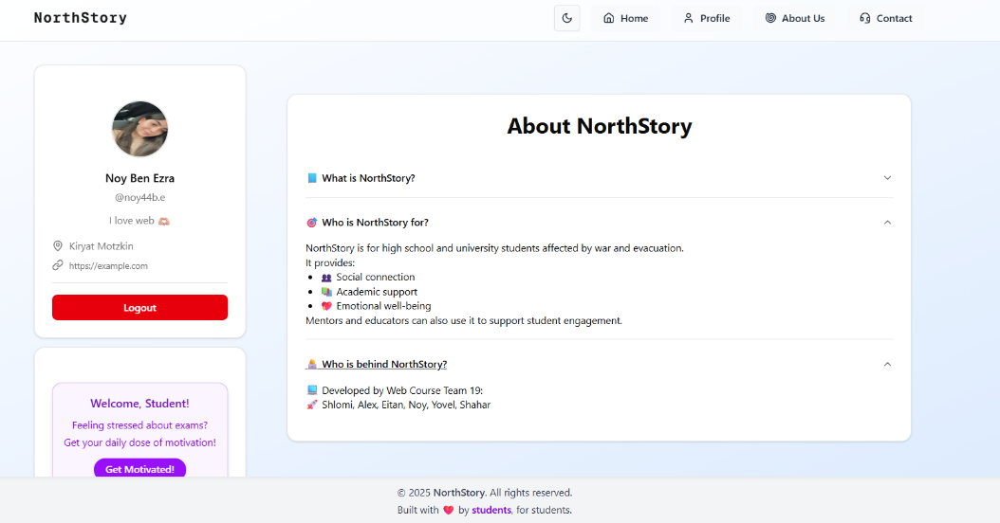 NorthStory
Home
Profile
About Us
Contact
Noy Ben Ezra
@noy44b.e
I love web 🫶🏼
Kiryat Motzkin
https://example.com
Logout
Welcome, Student!
Feeling stressed about exams?
Get your daily dose of motivation!
Get Motivated!
About NorthStory
📘 What is NorthStory?
🎯 Who is NorthStory for?
NorthStory is for high school and university students affected by war and evacuation.
It provides:
• 👥 Social connection
• 📚 Academic support
• 💖 Emotional well-being
Mentors and educators can also use it to support student engagement.
👩🏼‍💻 Who is behind NorthStory?
💻 Developed by Web Course Team 19:
🚀 Shlomi, Alex, Eitan, Noy, Yovel, Shahar
© 2025 NorthStory. All rights reserved.
Built with ❤️ by students, for students.